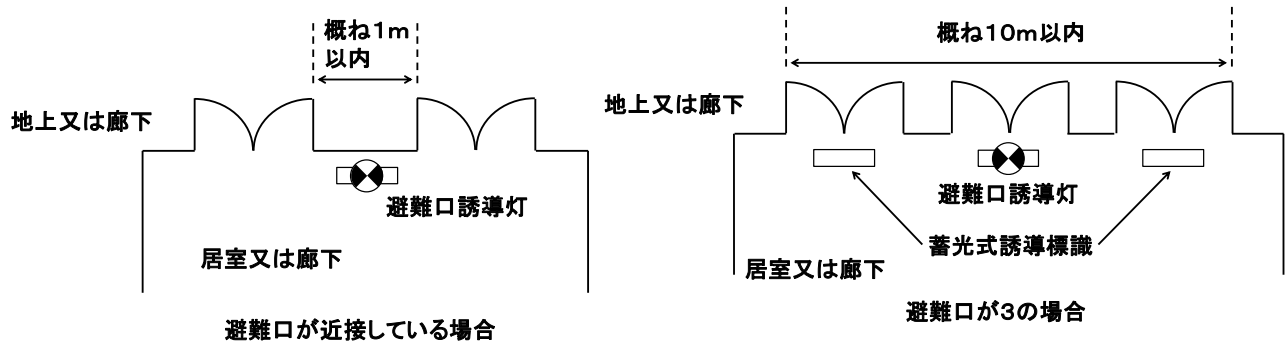 概ね1m
以内
地上又は廊下
避難口誘導灯
居室又は廊下
避難口が近接している場合
概ね10m以内
地上又は廊下
避難口誘導灯
蓄光式誘導標識
居室又は廊下
避難口が3の場合